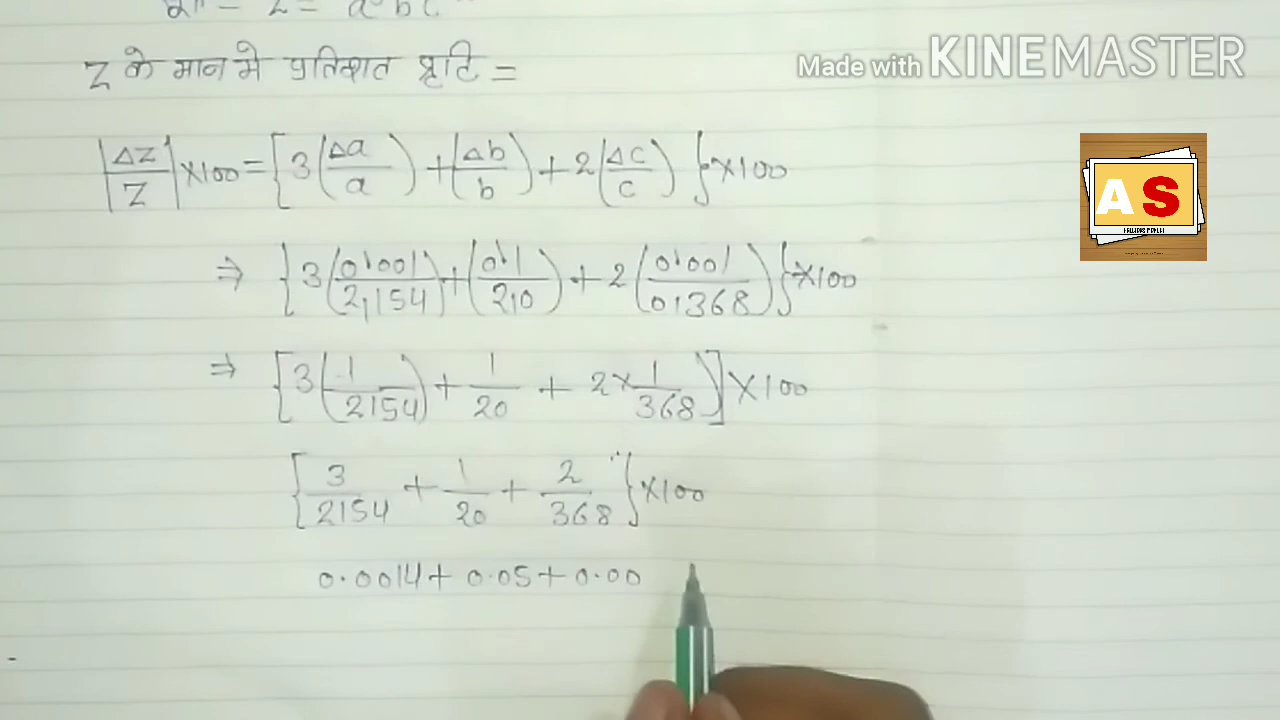 Z = a³bc²
Z के मान मे प्रतिशत त्रुटि =
Made with KINEMASTER
|ΔZ/Z| ×100 = [3(Δa/a) + (Δb/b) + 2(Δc/c)}×100
AS
⇒ {3(0.001/2.154) + (0.1/2.0) + 2(0.001/0.368)}×100
⇒ [3(1/2154) + 1/20 + 2×1/368)]×100
[3/2154 + 1/20 + 2/368}×100
0.0014 + 0.05 + 0.00